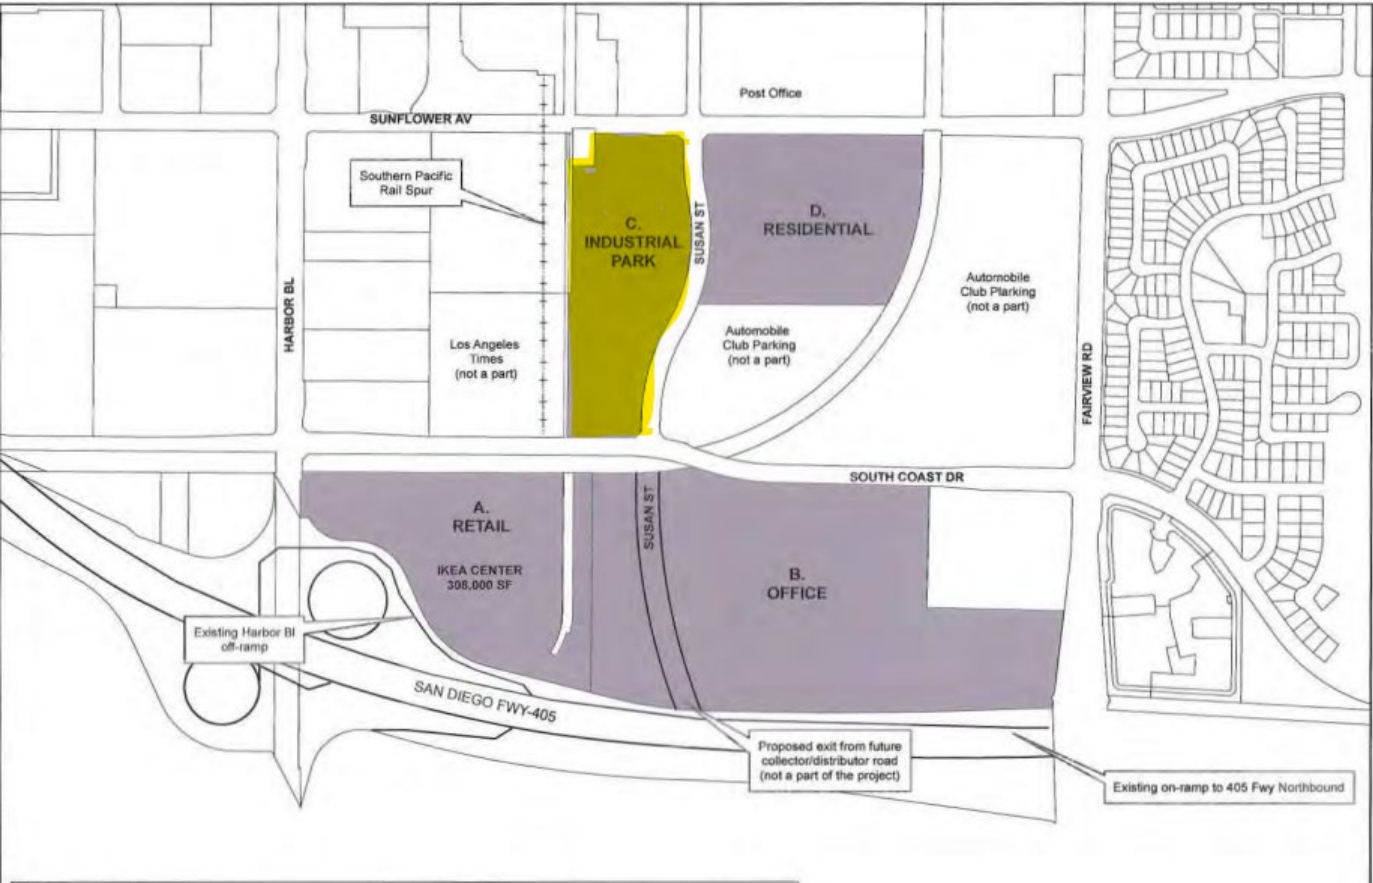 Post Office
SUNFLOWER AV
Southern Pacific
Rail Spur
C.
INDUSTRIAL
PARK
SUSAN ST
D.
RESIDENTIAL
HARBOR BL
Los Angeles
Times
(not a part)
Automobile
Club Parking
(not a part)
Automobile
Club Plarking
(not a part)
FAIRVIEW RD
SOUTH COAST DR
A.
RETAIL
IKEA CENTER
308,000 SF
SUSAN ST
B.
OFFICE
Existing Harbor Bl
off-ramp
SAN DIEGO FWY-405
Proposed exit from future
collector/distributor road
(not a part of the project)
Existing on-ramp to 405 Fwy Northbound